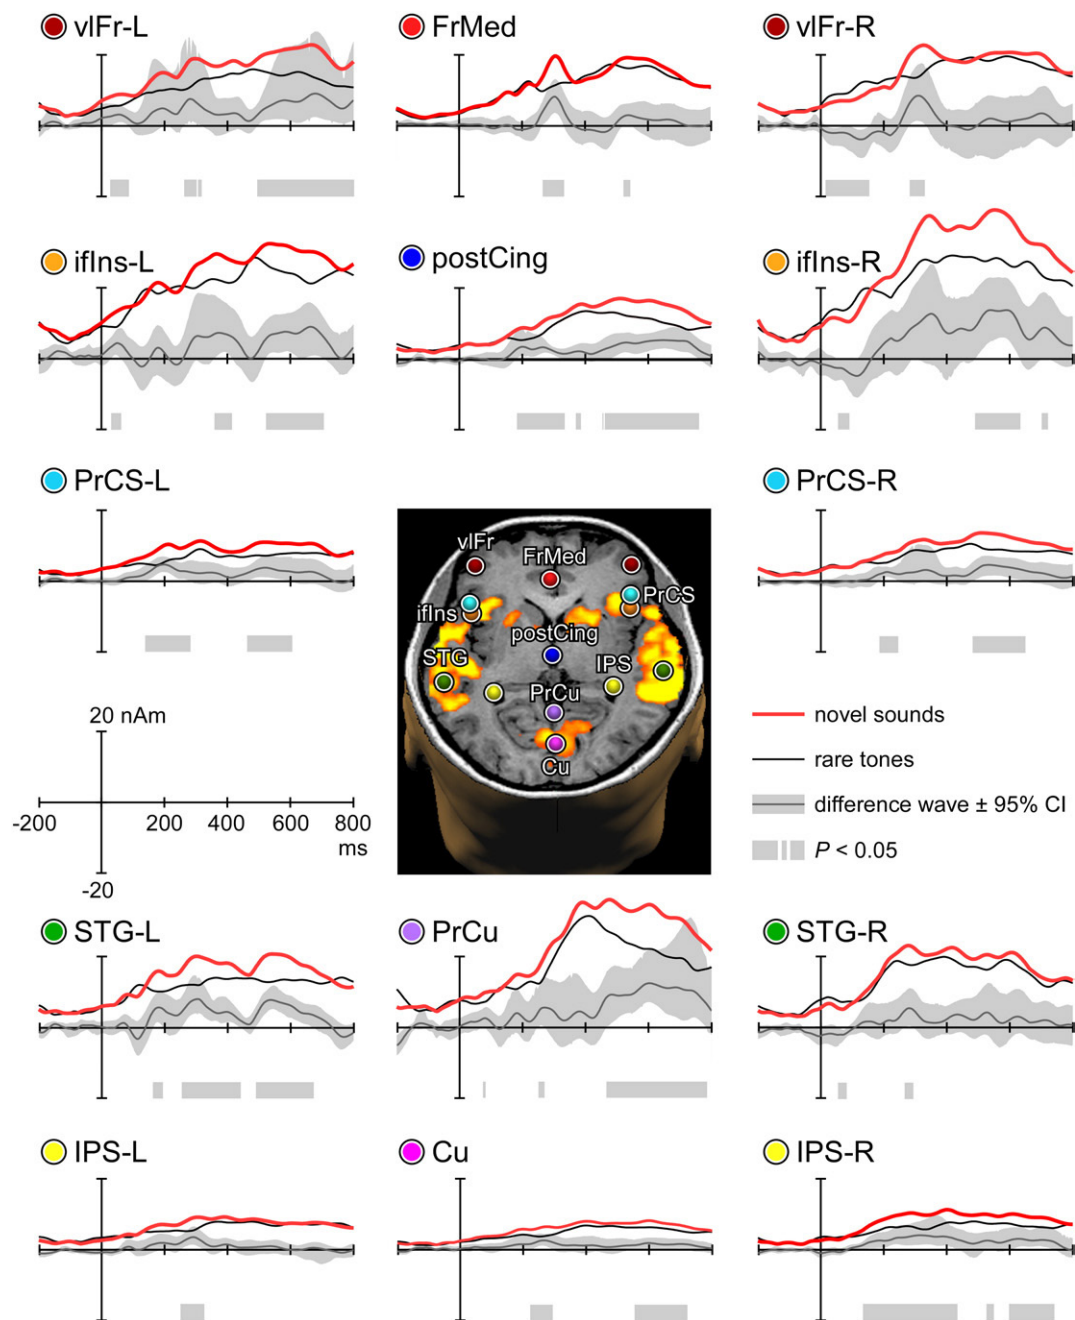 vlFr-L
FrMed
vlFr-R
ifIns-L
postCing
ifIns-R
PrCS-L
PrCS-R
vlFr
FrMed
PrCS
ifIns
postCing
STG
IPS
PrCu
Cu
20 nAm
-200
200
400
600
800
ms
-20
novel sounds
rare tones
difference wave ± 95% CI
P < 0.05
STG-L
PrCu
STG-R
IPS-L
Cu
IPS-R